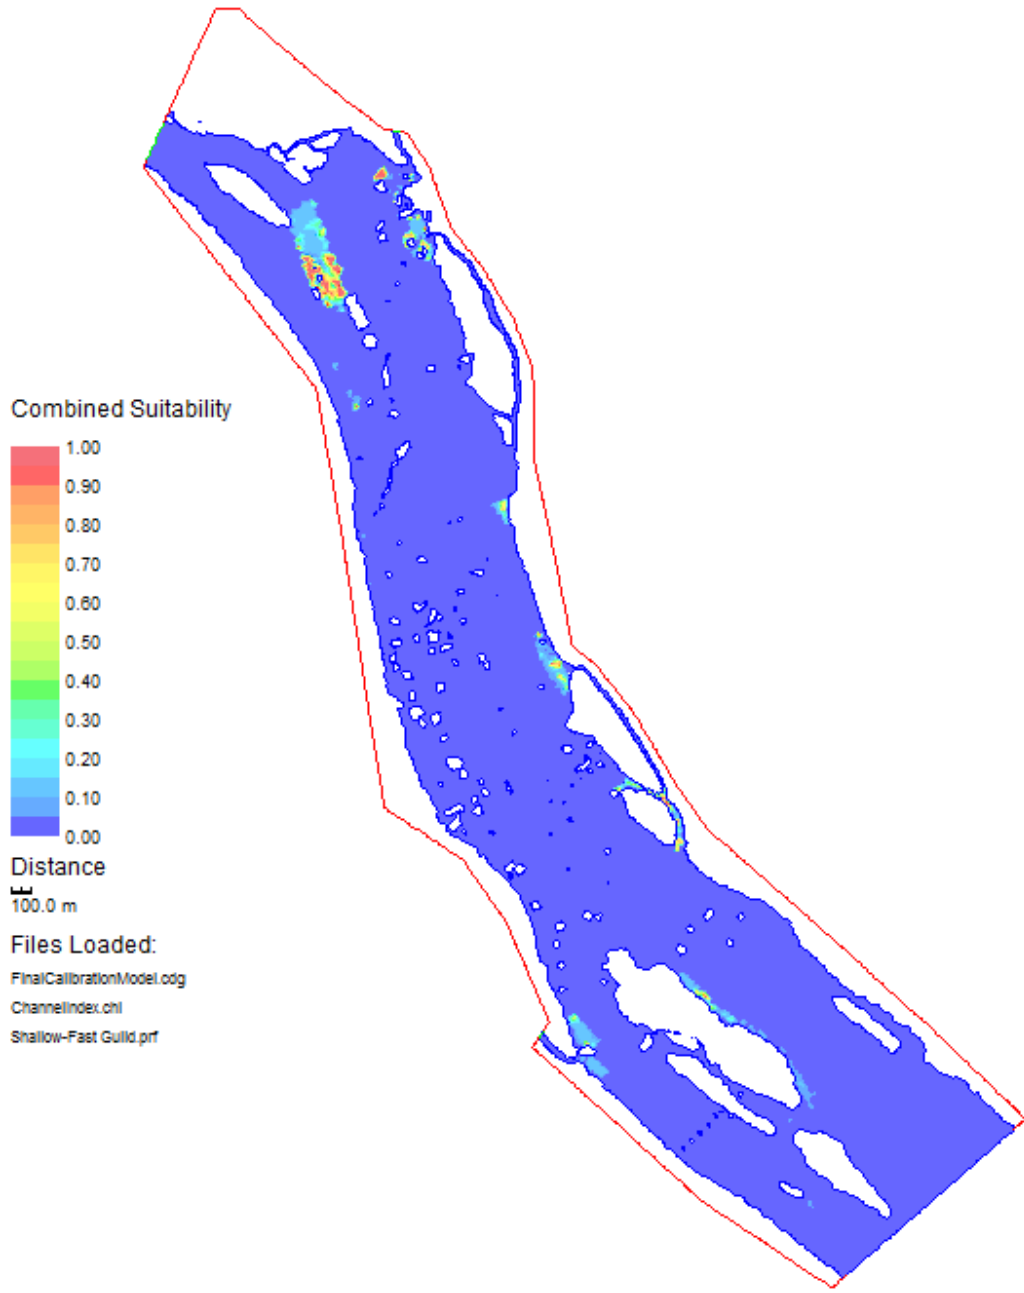 Combined Suitability
1.00
0.90
0.80
0.70
0.60
0.50
0.40
0.30
0.20
0.10
0.00
Distance
100.0 m
Files Loaded:
FinalCalibrationModel.cdg
ChannelIndex.chi
Shallow-Fast Guild.prf